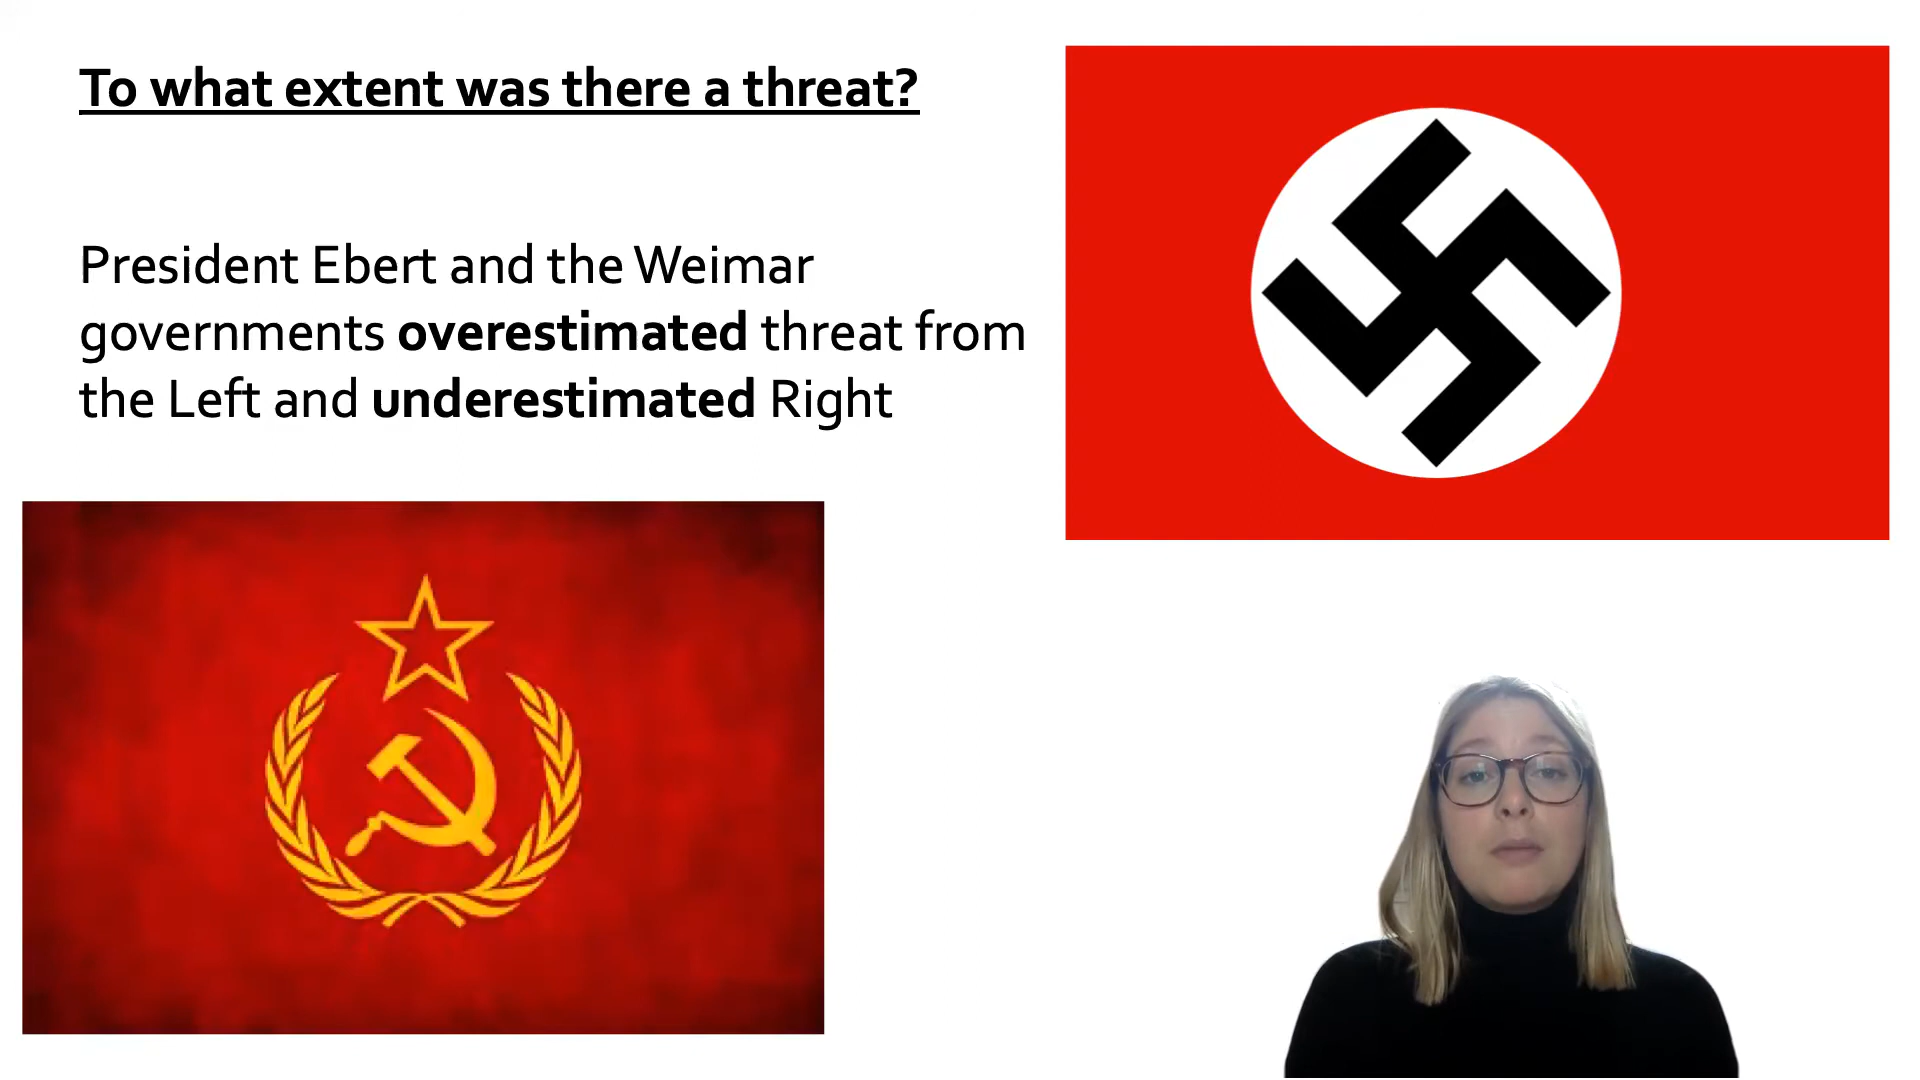 To what extent was there a threat?
President Ebert and the Weimar
governments overestimated threat from
the Left and underestimated Right